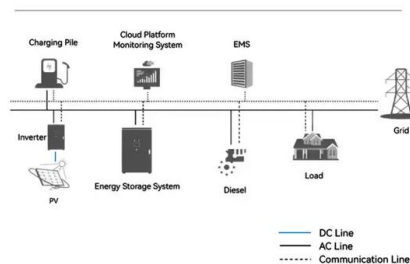 Charging Pile
Cloud Platform
Monitoring System
EMS
Grid
Inverter
PV
Energy Storage System
Diesel
Load
DC Line
AC Line
Communication Line